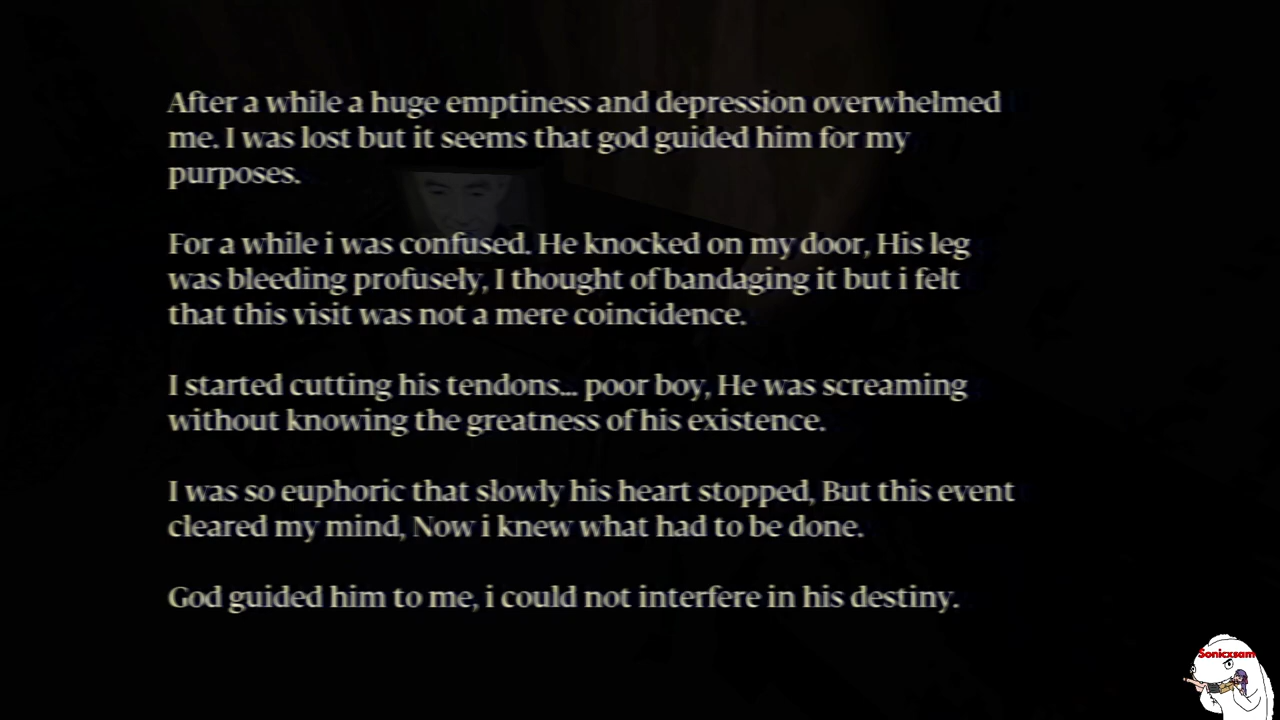 After a while a huge emptiness and depression overwhelmed
me. I was lost but it seems that god guided him for my
purposes.
For a while i was confused. He knocked on my door, His leg
was bleeding profusely, I thought of bandaging it but i felt
that this visit was not a mere coincidence.
I started cutting his tendons... poor boy, He was screaming
without knowing the greatness of his existence.
I was so euphoric that slowly his heart stopped, But this event
cleared my mind, Now i knew what had to be done.
God guided him to me, i could not interfere in his destiny.
Sonicxsam